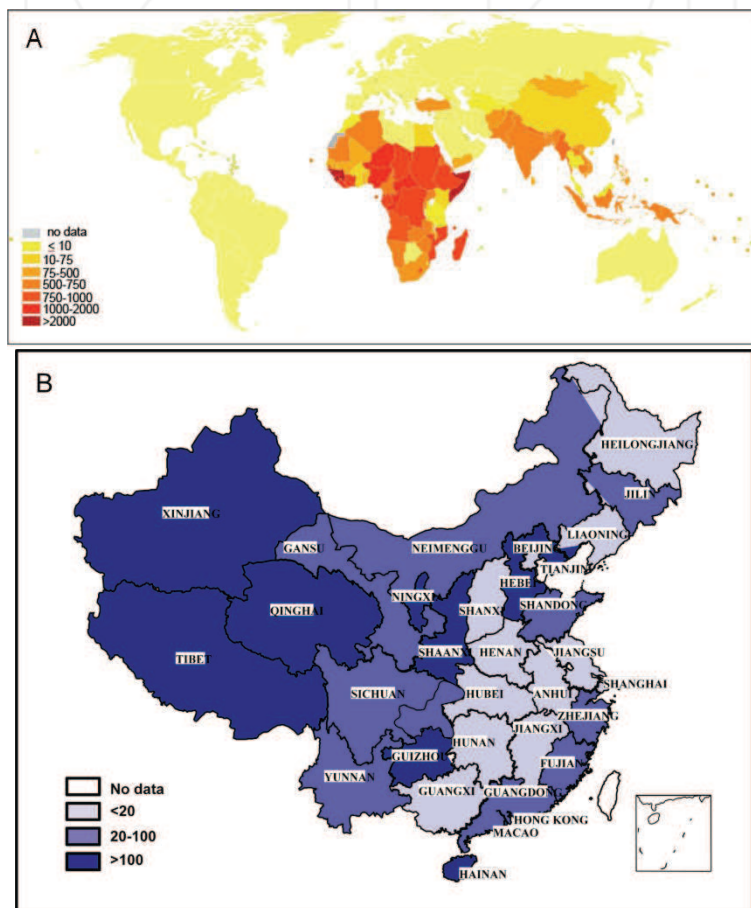 A
no data
≤ 10
10-75
75-500
500-750
750-1000
1000-2000
>2000
B
HEILONGJIANG
JILIN
XINJIANG
LIAONING
GANSU
NEIMENGGU
BEIJING
TIANJIN
HEBEI
NINGXI
QINGHAI
SHANXI
SHANDONG
SHAANXI
HENAN
JIANGSU
TIBET
SHANGHAI
SICHUAN
HUBEI
ANHUI
ZHEJIANG
JIANGXI
HUNAN
GUIZHOU
FUJIAN
YUNNAN
GUANGXI
GUANGDONG
HONG KONG
MACAO
HAINAN
No data
<20
20-100
>100